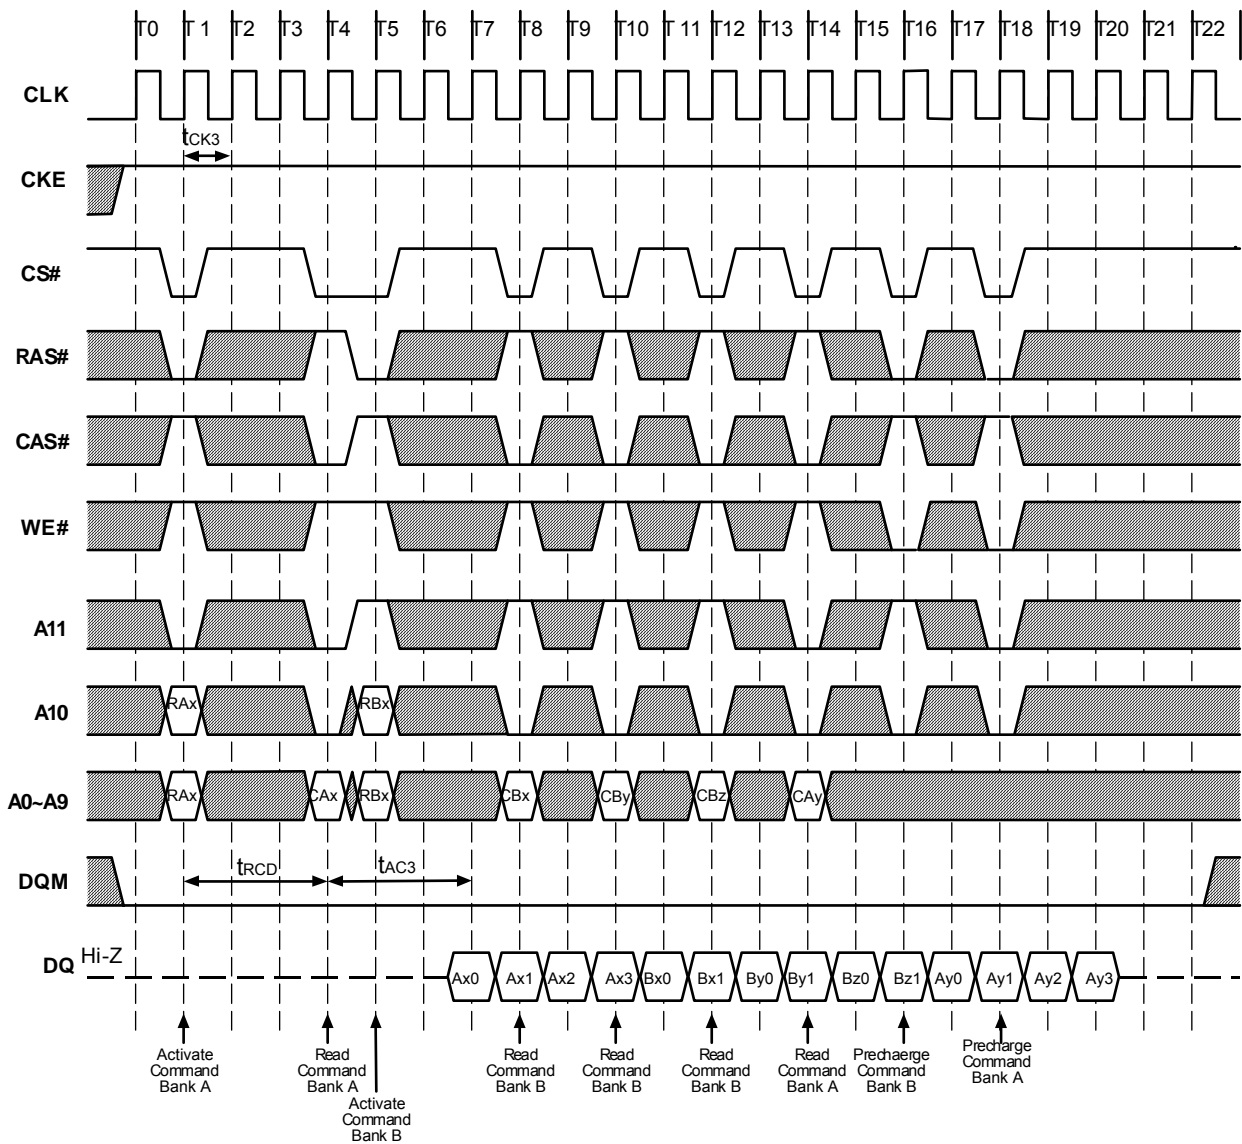 T0 T 1 T2 T3 T4 T5 T6 T7 T8 T9 T10 T 11 T12 T13 T14 T15 T16 T17 T18 T19 T20 T21 T22
CLK
tCK3
CKE
CS#
RAS#
CAS#
WE#
A11
A10 RAx RBx
A0~A9 RAx CAx RBx CBx CBy CBz CAy
DQM tRCD tAC3
DQ Hi-Z Ax0 Ax1 Ax2 Ax3 Bx0 Bx1 By0 By1 Bz0 Bz1 Ay0 Ay1 Ay2 Ay3
Activate
Command
Bank A
Read
Command
Bank A
Activate
Command
Bank B
Read
Command
Bank B
Read
Command
Bank B
Read
Command
Bank B
Read
Command
Bank A
Prechaerge
Command
Bank B
Precharge
Command
Bank A